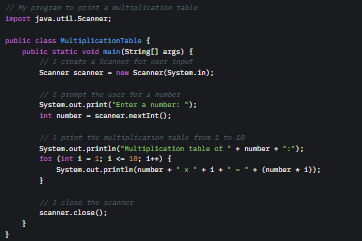 // My program to print a multiplication table
import java.util.Scanner;
public class MultiplicationTable {
public static void main(String[] args) {
// I create a Scanner for user input
Scanner scanner = new Scanner(System.in);
// I prompt the user for a number
System.out.print("Enter a number: ");
int number = scanner.nextInt();
// I print the multiplication table from 1 to 10
System.out.println("Multiplication table of " + number + ":");
for (int i = 1; i <= 10; i++) {
System.out.println(number + " x " + i + " = " + (number * i));
}
// I close the scanner
scanner.close();
}
}